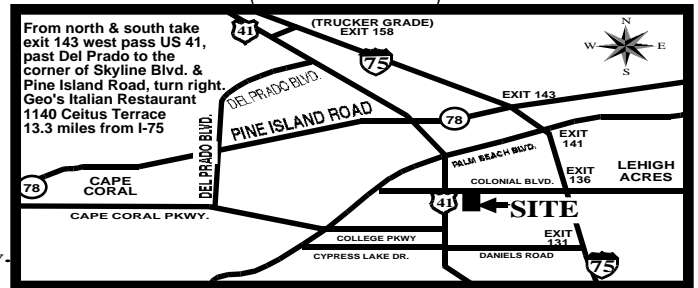 From north & south take
exit 143 west pass US 41,
past Del Prado to the
corner of Skyline Blvd. &
Pine Island Road, turn right.
Geo's Italian Restaurant
1140 Ceitus Terrace
13.3 miles from I-75
41
(TRUCKER GRADE)
EXIT 158
75
N
W
E
S
DEL PRADO BLVD.
EXIT 143
PINE ISLAND ROAD
78
DEL PRADO BLVD.
EXIT
141
PALM BEACH BLVD.
EXIT
136
LEHIGH
ACRES
78
CAPE
CORAL
COLONIAL BLVD.
41
SITE
CAPE CORAL PKWY.
COLLEGE PKWY
EXIT
131
CYPRESS LAKE DR.
DANIELS ROAD
75